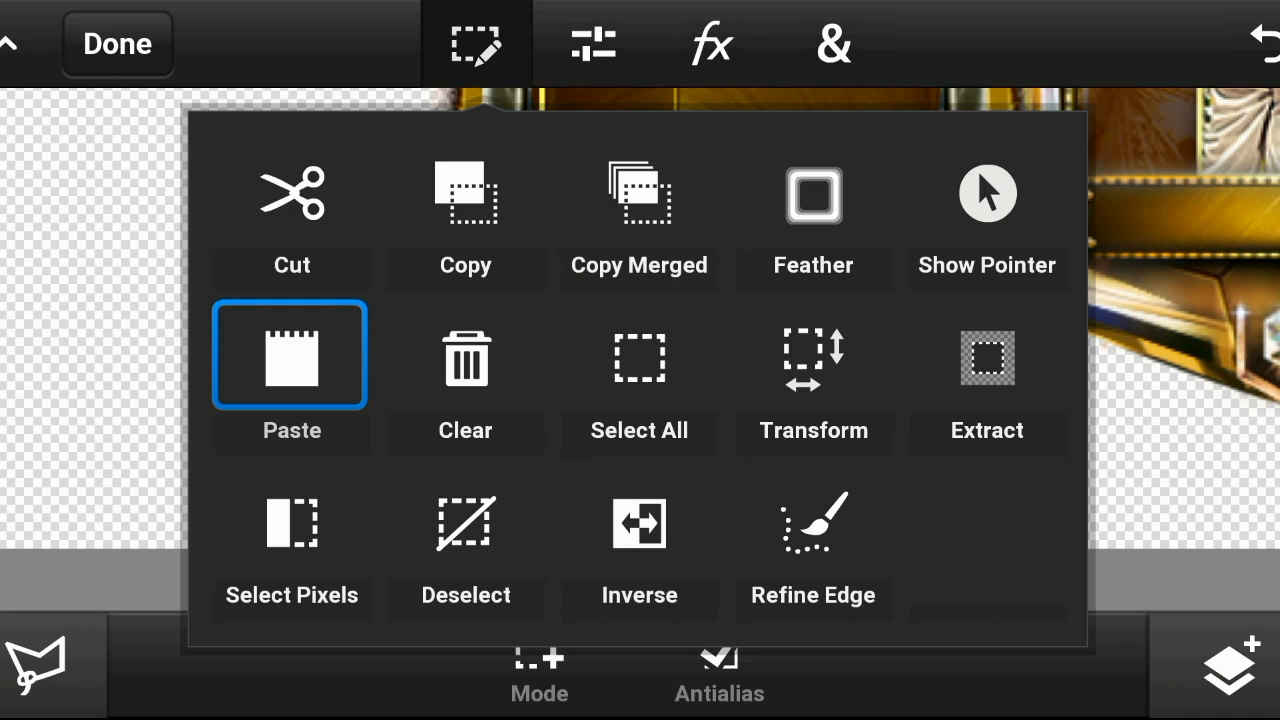 Done fx &
Cut Copy Copy Merged Feather Show Pointer
Paste Clear Select All Transform Extract
Select Pixels Deselect Inverse Refine Edge
Mode Antialias